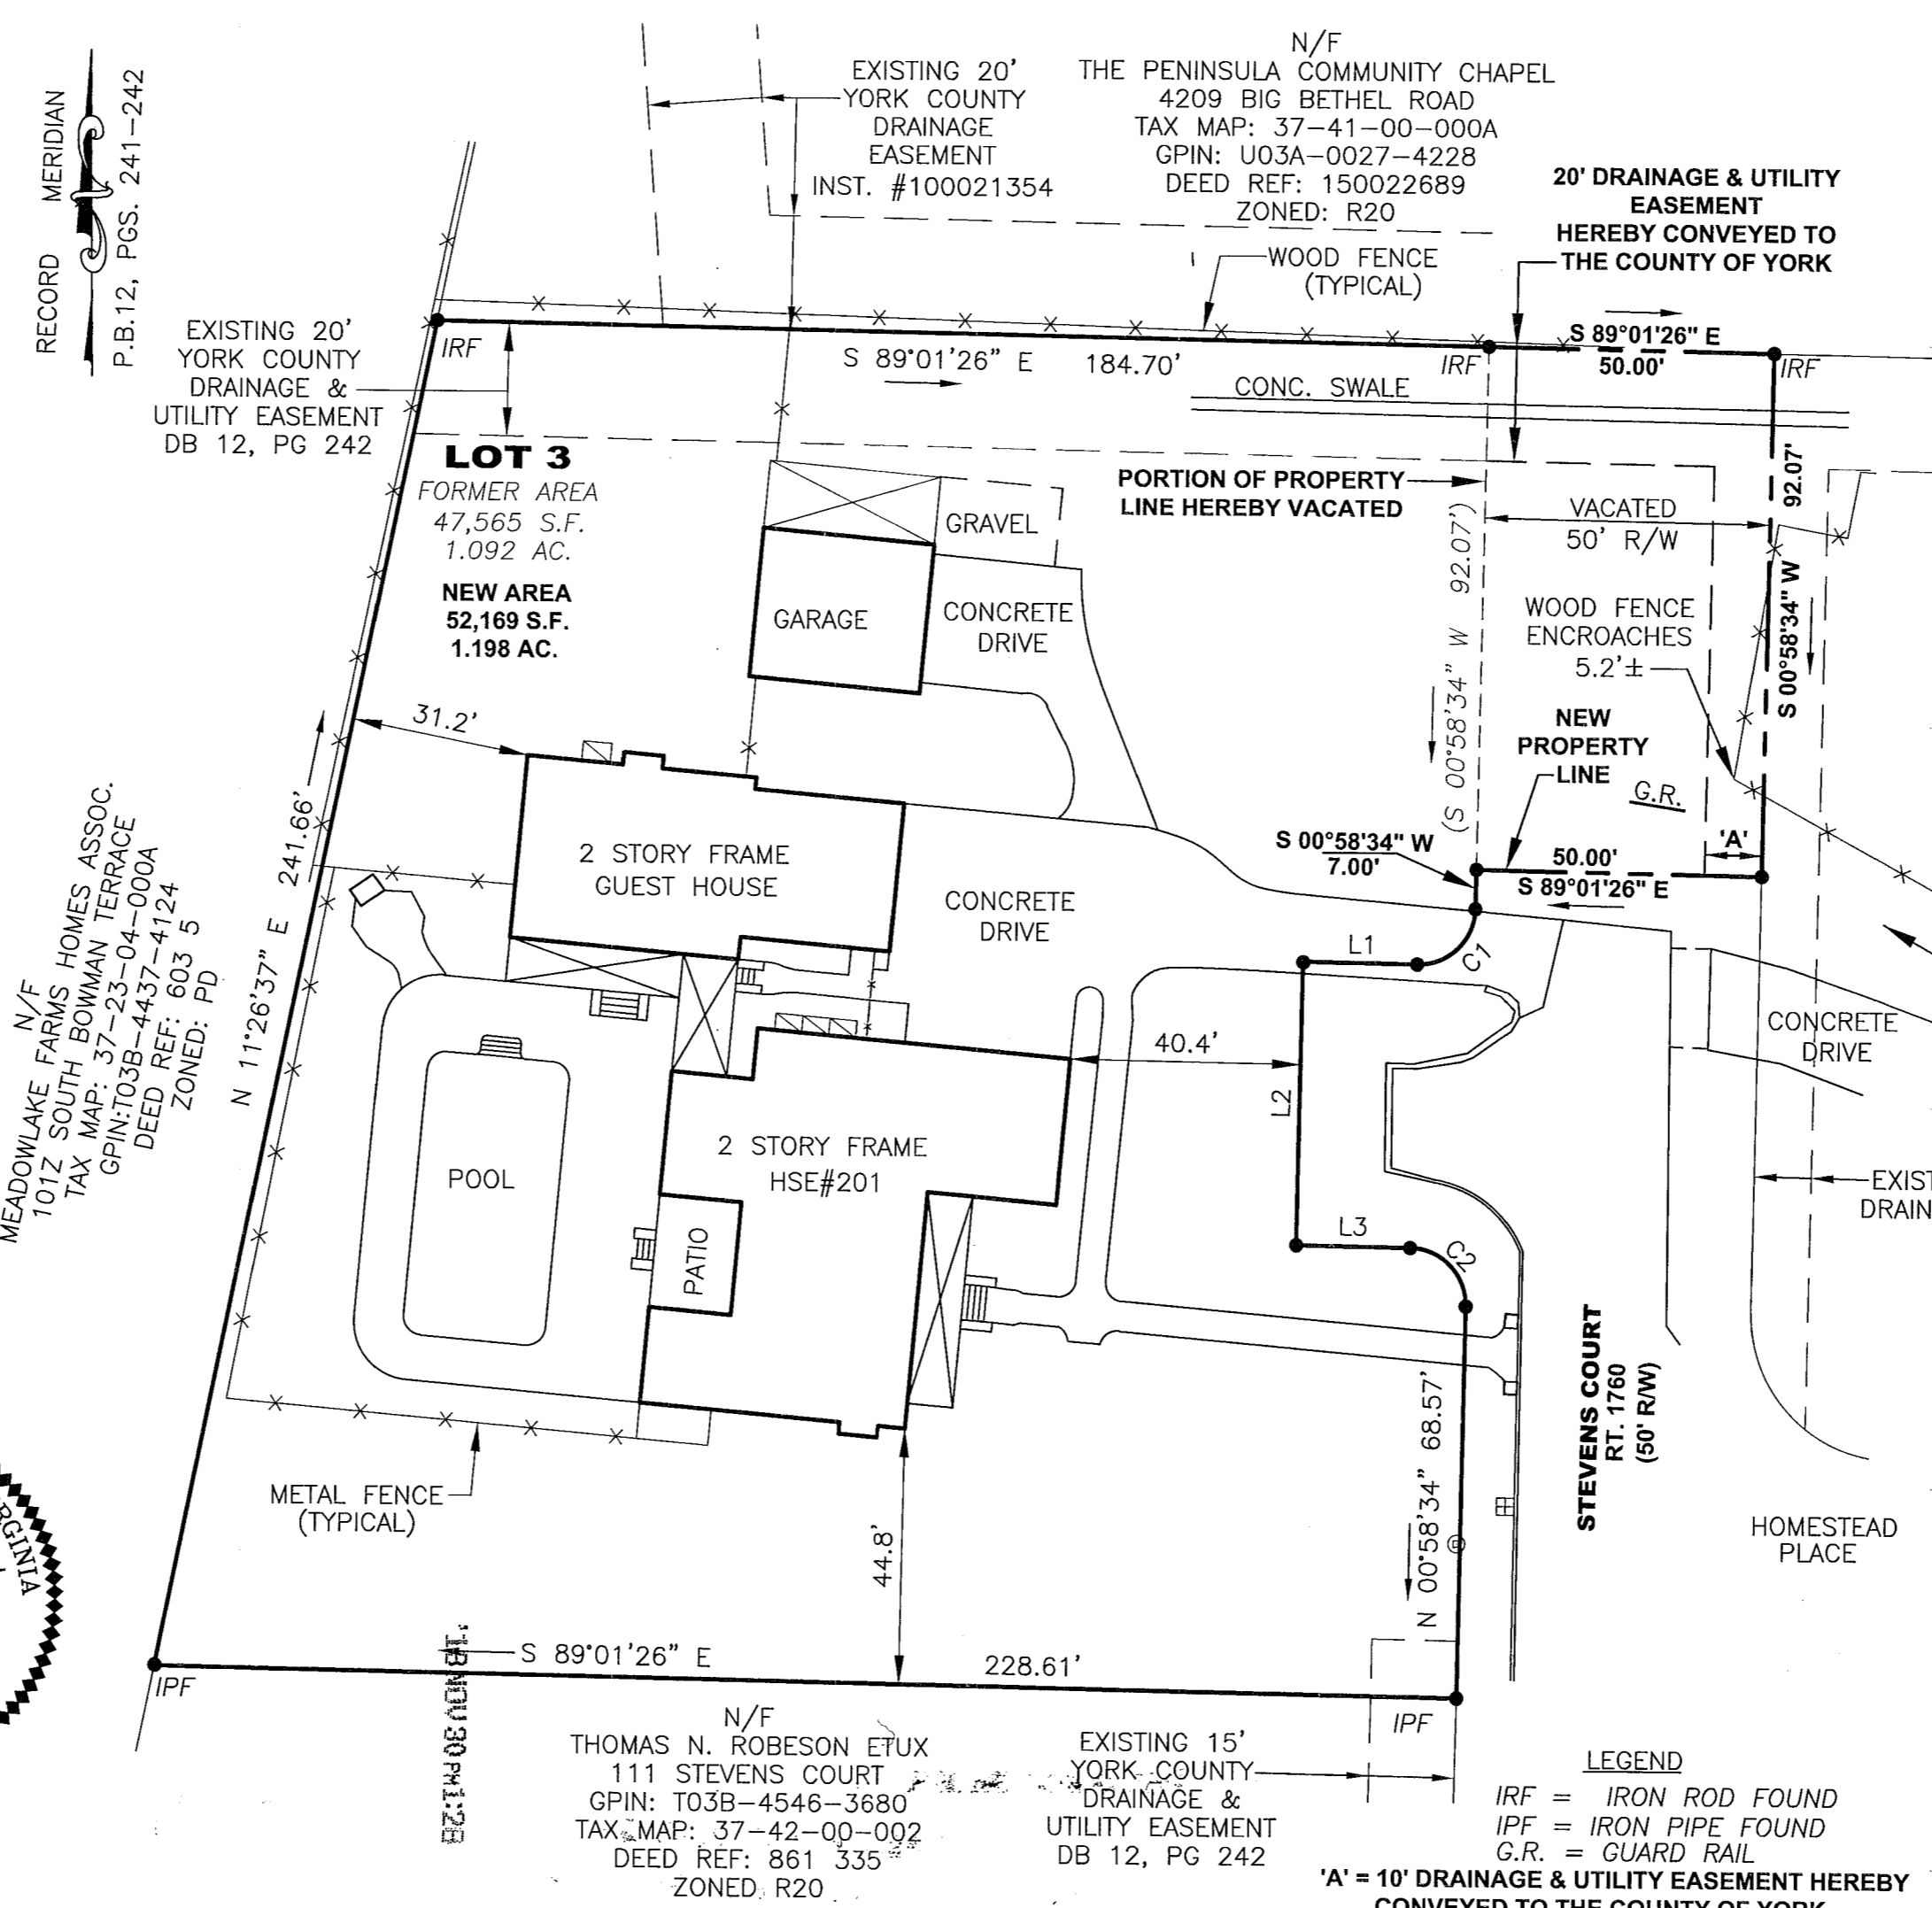 RECORD MERIDIAN
P.B.12, PGS. 241-242
EXISTING 20'
YORK COUNTY
DRAINAGE
EASEMENT
INST. #100021354
N/F
THE PENINSULA COMMUNITY CHAPEL
4209 BIG BETHEL ROAD
TAX MAP: 37-41-00-000A
GPIN: U03A-0027-4228
DEED REF: 150022689
ZONED: R20
20' DRAINAGE & UTILITY
EASEMENT
HEREBY CONVEYED TO
THE COUNTY OF YORK
WOOD FENCE
(TYPICAL)
EXISTING 20'
YORK COUNTY
DRAINAGE &
UTILITY EASEMENT
DB 12, PG 242
IRF
S 89°01'26" E 184.70'
IRF
S 89°01'26" E
50.00'
IRF
CONC. SWALE
LOT 3
FORMER AREA
47,565 S.F.
1.092 AC.
NEW AREA
52,169 S.F.
1.198 AC.
PORTION OF PROPERTY
LINE HEREBY VACATED
VACATED
50' R/W
92.07'
S 00°58'34" W
(S 00°58'34" W 92.07')
GRAVEL
GARAGE
CONCRETE
DRIVE
WOOD FENCE
ENCROACHES
5.2'±
NEW
PROPERTY
LINE
G.R.
'A'
31.2'
S 00°58'34" W
7.00'
50.00'
S 89°01'26" E
2 STORY FRAME
GUEST HOUSE
CONCRETE
DRIVE
L1
C1
N 11°26'37" E 241.66'
N/F
MEADOWLAKE FARMS HOMES ASSOC.
101Z SOUTH BOWMAN TERRACE
TAX MAP: 37-23-04-000A
GPIN:T03B-4437-4124
DEED REF: 603 5
ZONED: PD
40.4'
L2
CONCRETE
DRIVE
2 STORY FRAME
HSE#201
POOL
PATIO
L3
C2
EXIST
DRAIN
STEVENS COURT
RT. 1760
(50' R/W)
N 00°58'34" 68.57'
METAL FENCE
(TYPICAL)
44.8'
HOMESTEAD
PLACE
RGINIA
S 89°01'26" E 228.61'
IPF
IPF
'18 NOV 30 PM 1:28
N/F
THOMAS N. ROBESON ETUX
111 STEVENS COURT
GPIN: T03B-4546-3680
TAX MAP: 37-42-00-002
DEED REF: 861 335
ZONED R20
EXISTING 15'
YORK COUNTY
DRAINAGE &
UTILITY EASEMENT
DB 12, PG 242
LEGEND
IRF = IRON ROD FOUND
IPF = IRON PIPE FOUND
G.R. = GUARD RAIL
'A' = 10' DRAINAGE & UTILITY EASEMENT HEREBY
CONVEYED TO THE COUNTY OF YORK